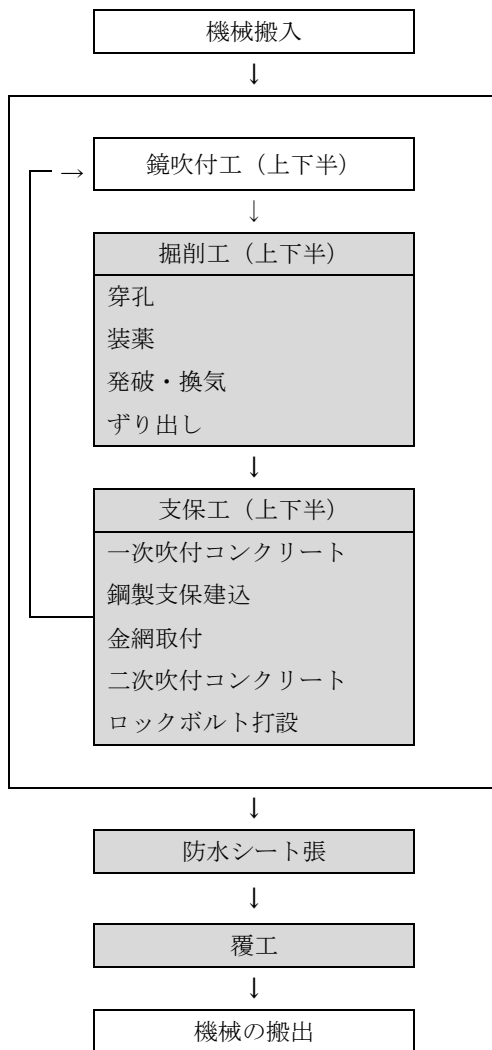 機械搬入
↓
→ 鏡吹付工（上下半）
↓
掘削工（上下半）
穿孔
装薬
発破・換気
ずり出し
↓
支保工（上下半）
一次吹付コンクリート
鋼製支保建込
金網取付
二次吹付コンクリート
ロックボルト打設
↓
防水シート張
↓
覆工
↓
機械の搬出